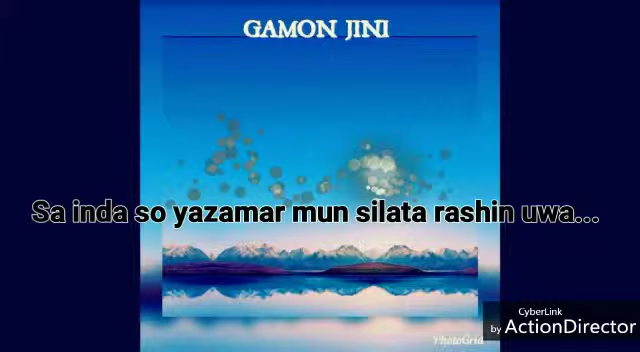 GAMON JINI
Sa inda so yazamar mun silata rashin uwa...
PhotoGrid
CyberLink
by ActionDirector